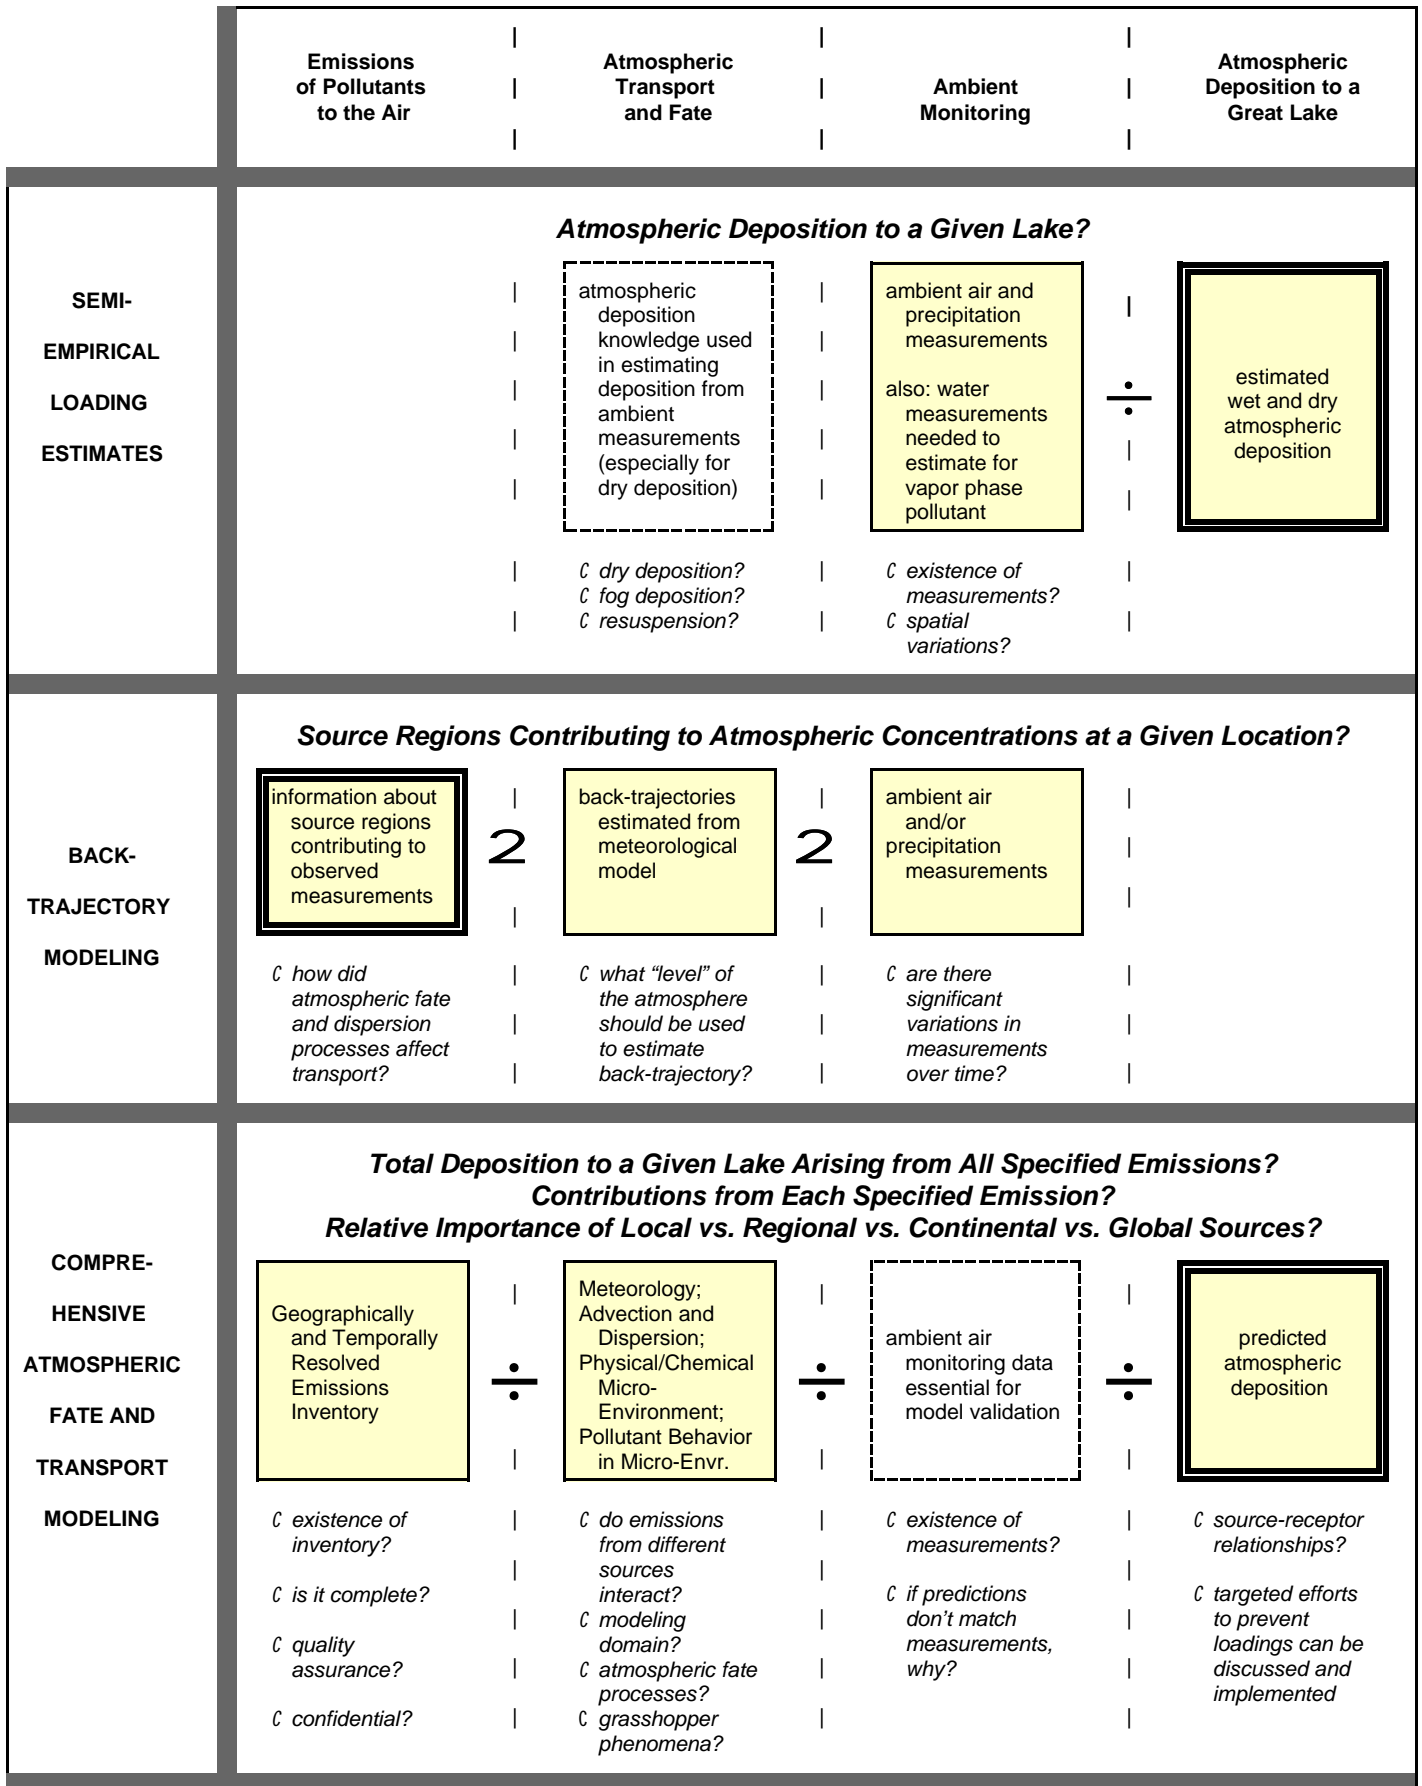 Emissions
of Pollutants
to the Air
Atmospheric
Transport
and Fate
Ambient
Monitoring
Atmospheric
Deposition to a
Great Lake
SEMI-
EMPIRICAL
LOADING
ESTIMATES
Atmospheric Deposition to a Given Lake?
atmospheric
deposition
knowledge used
in estimating
deposition from
ambient
measurements
(especially for
dry deposition)
C dry deposition?
C fog deposition?
C resuspension?
ambient air and
precipitation
measurements
also: water
measurements
needed to
estimate for
vapor phase
pollutant
C existence of
measurements?
C spatial
variations?
÷
estimated
wet and dry
atmospheric
deposition
BACK-
TRAJECTORY
MODELING
Source Regions Contributing to Atmospheric Concentrations at a Given Location?
information about
source regions
contributing to
observed
measurements
C how did
atmospheric fate
and dispersion
processes affect
transport?
2
back-trajectories
estimated from
meteorological
model
C what “level” of
the atmosphere
should be used
to estimate
back-trajectory?
2
ambient air
and/or
precipitation
measurements
C are there
significant
variations in
measurements
over time?
COMPRE-
HENSIVE
ATMOSPHERIC
FATE AND
TRANSPORT
MODELING
Total Deposition to a Given Lake Arising from All Specified Emissions?
Contributions from Each Specified Emission?
Relative Importance of Local vs. Regional vs. Continental vs. Global Sources?
Geographically
and Temporally
Resolved
Emissions
Inventory
C existence of
inventory?
C is it complete?
C quality
assurance?
C confidential?
÷
Meteorology;
Advection and
Dispersion;
Physical/Chemical
Micro-
Environment;
Pollutant Behavior
in Micro-Envr.
C do emissions
from different
sources
interact?
C modeling
domain?
C atmospheric fate
processes?
C grasshopper
phenomena?
÷
ambient air
monitoring data
essential for
model validation
C existence of
measurements?
C if predictions
don’t match
measurements,
why?
÷
predicted
atmospheric
deposition
C source-receptor
relationships?
C targeted efforts
to prevent
loadings can be
discussed and
implemented